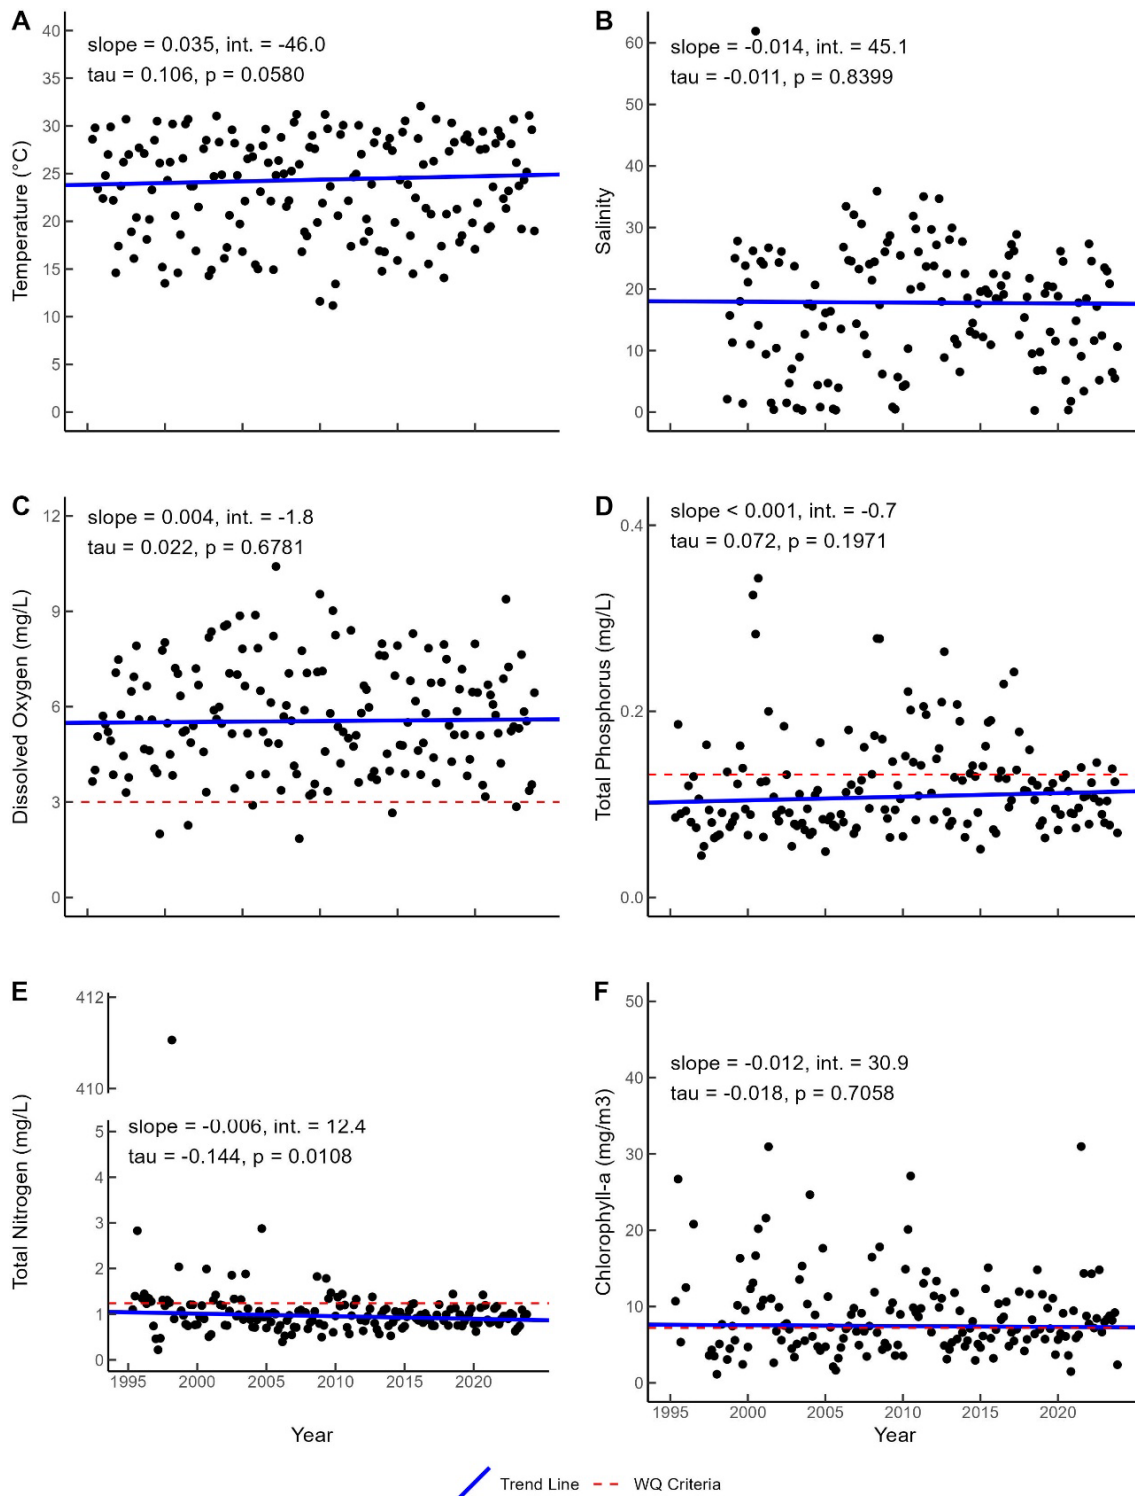 A
40
slope = 0.035, int. = -46.0
tau = 0.106, p = 0.0580
35
30
25
20
15
10
5
0
Temperature (°C)
B
60
slope = -0.014, int. = 45.1
tau = -0.011, p = 0.8399
50
40
30
20
10
0
Salinity
C
12
slope = 0.004, int. = -1.8
tau = 0.022, p = 0.6781
9
6
3
0
Dissolved Oxygen (mg/L)
D
slope < 0.001, int. = -0.7
0.4
tau = 0.072, p = 0.1971
0.2
0.0
Total Phosphorus (mg/L)
E
412
410
slope = -0.006, int. = 12.4
5
tau = -0.144, p = 0.0108
4
3
2
1
0
Total Nitrogen (mg/L)
1995 2000 2005 2010 2015 2020
Year
F
50
slope = -0.012, int. = 30.9
40
tau = -0.018, p = 0.7058
30
20
10
0
Chlorophyll-a (mg/m3)
1995 2000 2005 2010 2015 2020
Year
Trend Line WQ Criteria